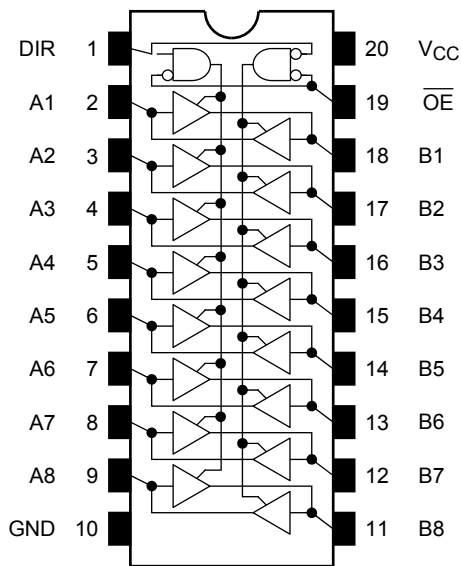 DIR 1 20 VCC
A1 2 19 OE
A2 3 18 B1
A3 4 17 B2
A4 5 16 B3
A5 6 15 B4
A6 7 14 B5
A7 8 13 B6
A8 9 12 B7
GND 10 11 B8